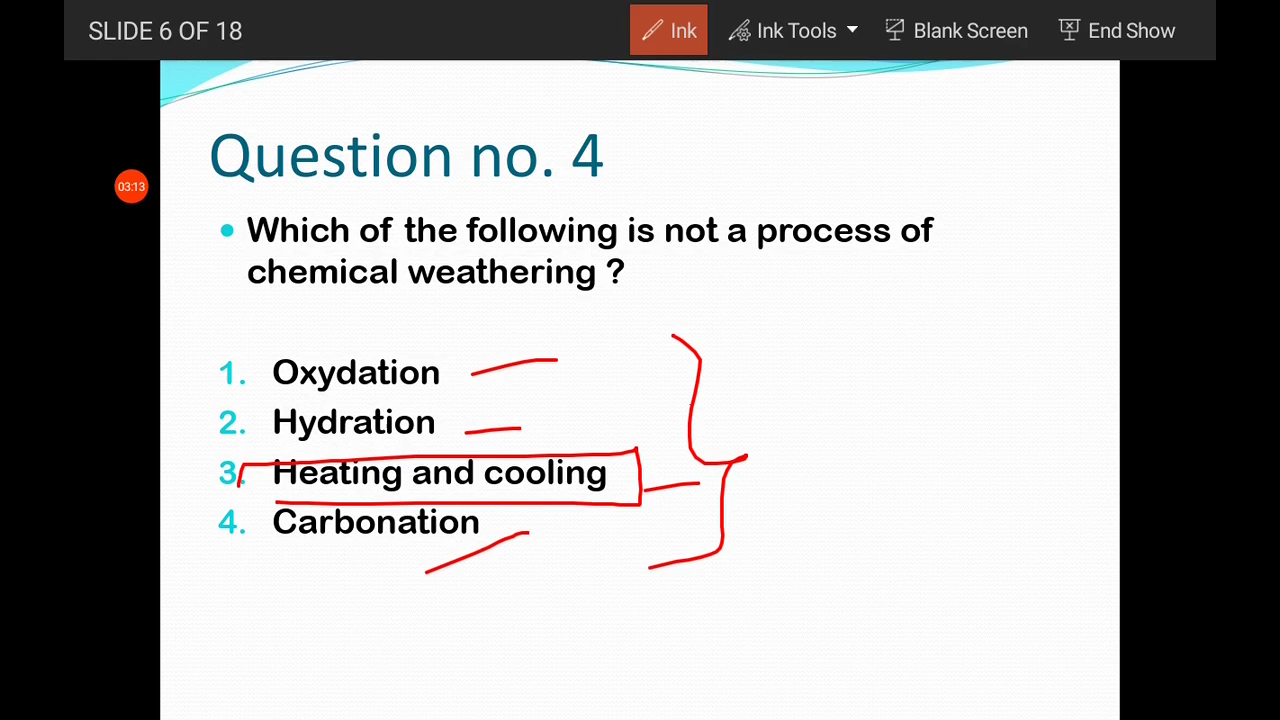 SLIDE 6 OF 18
Ink
Ink Tools
Blank Screen
End Show
03:13
Question no. 4
• Which of the following is not a process of
chemical weathering ?
1. Oxydation
2. Hydration
3. Heating and cooling
4. Carbonation